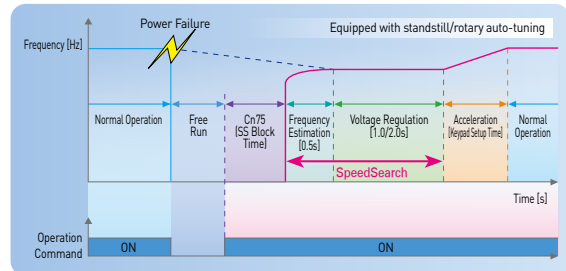 Power Failure
Equipped with standstill/rotary auto-tuning
Frequency [Hz]
Normal Operation
Free
Run
Cn75
[SS Block
Time]
Frequency
Estimation
[0.5s]
Voltage Regulation
[1.0/2.0s]
Acceleration
[Keypad Setup Time]
Normal
Operation
SpeedSearch
Time [s]
Operation
Command
ON
ON